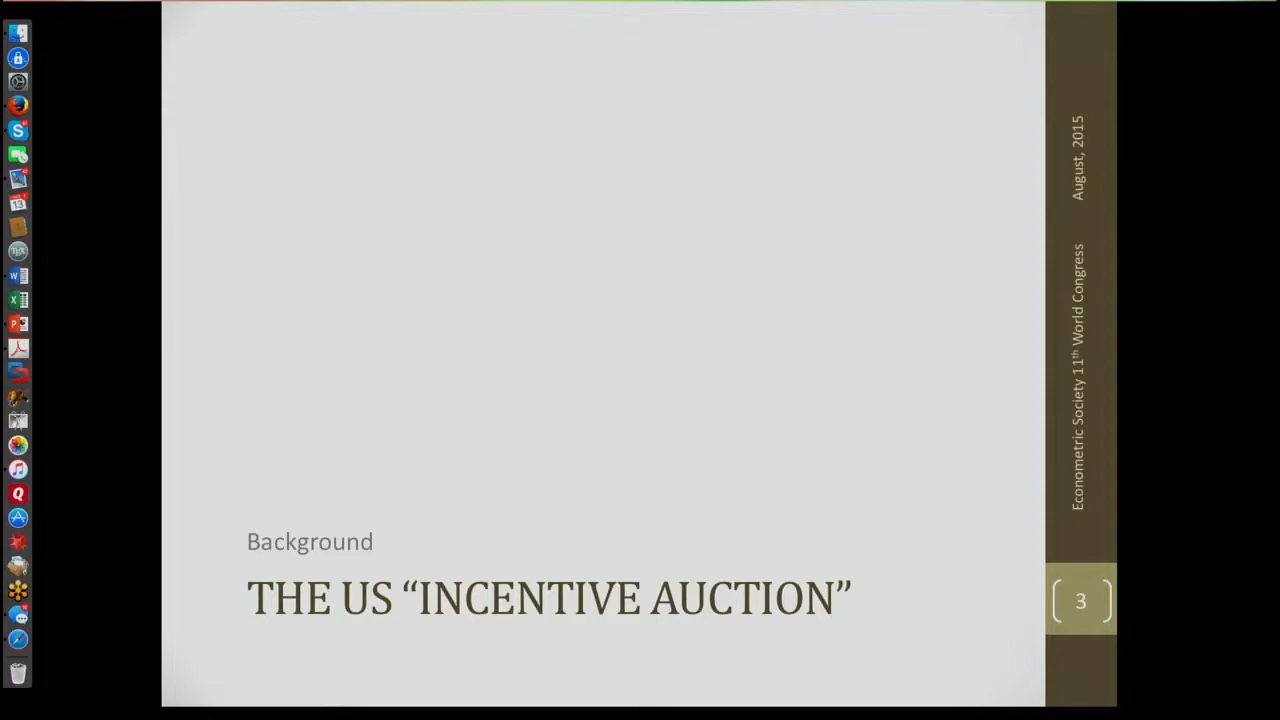 Background
THE US “INCENTIVE AUCTION”
August, 2015
Econometric Society 11th World Congress
3